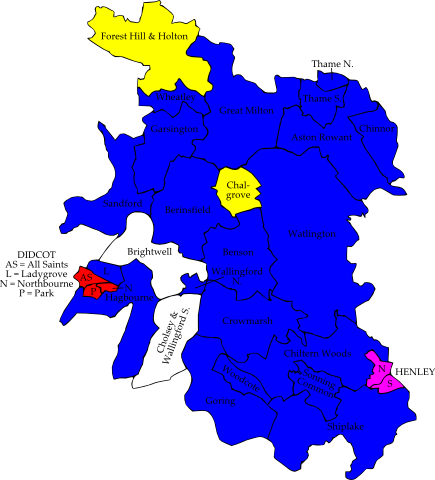 Forest Hill & Holton
Thame N.
Wheatley
Thame S.
Great Milton
Garsington
Chinnor
Aston Rowant
Chal-
grove
Sandford
Berinsfield
Watlington
Brightwell
Benson
DIDCOT
AS = All Saints
L = Ladygrove
N = Northbourne
P = Park
AS
L
N
P
Hagbourne
Wallingford
N.
Cholsey &
Wallingford S.
Crowmarsh
Chiltern Woods
Woodcote
Sonning
Common
HENLEY
N
S
Goring
Shiplake